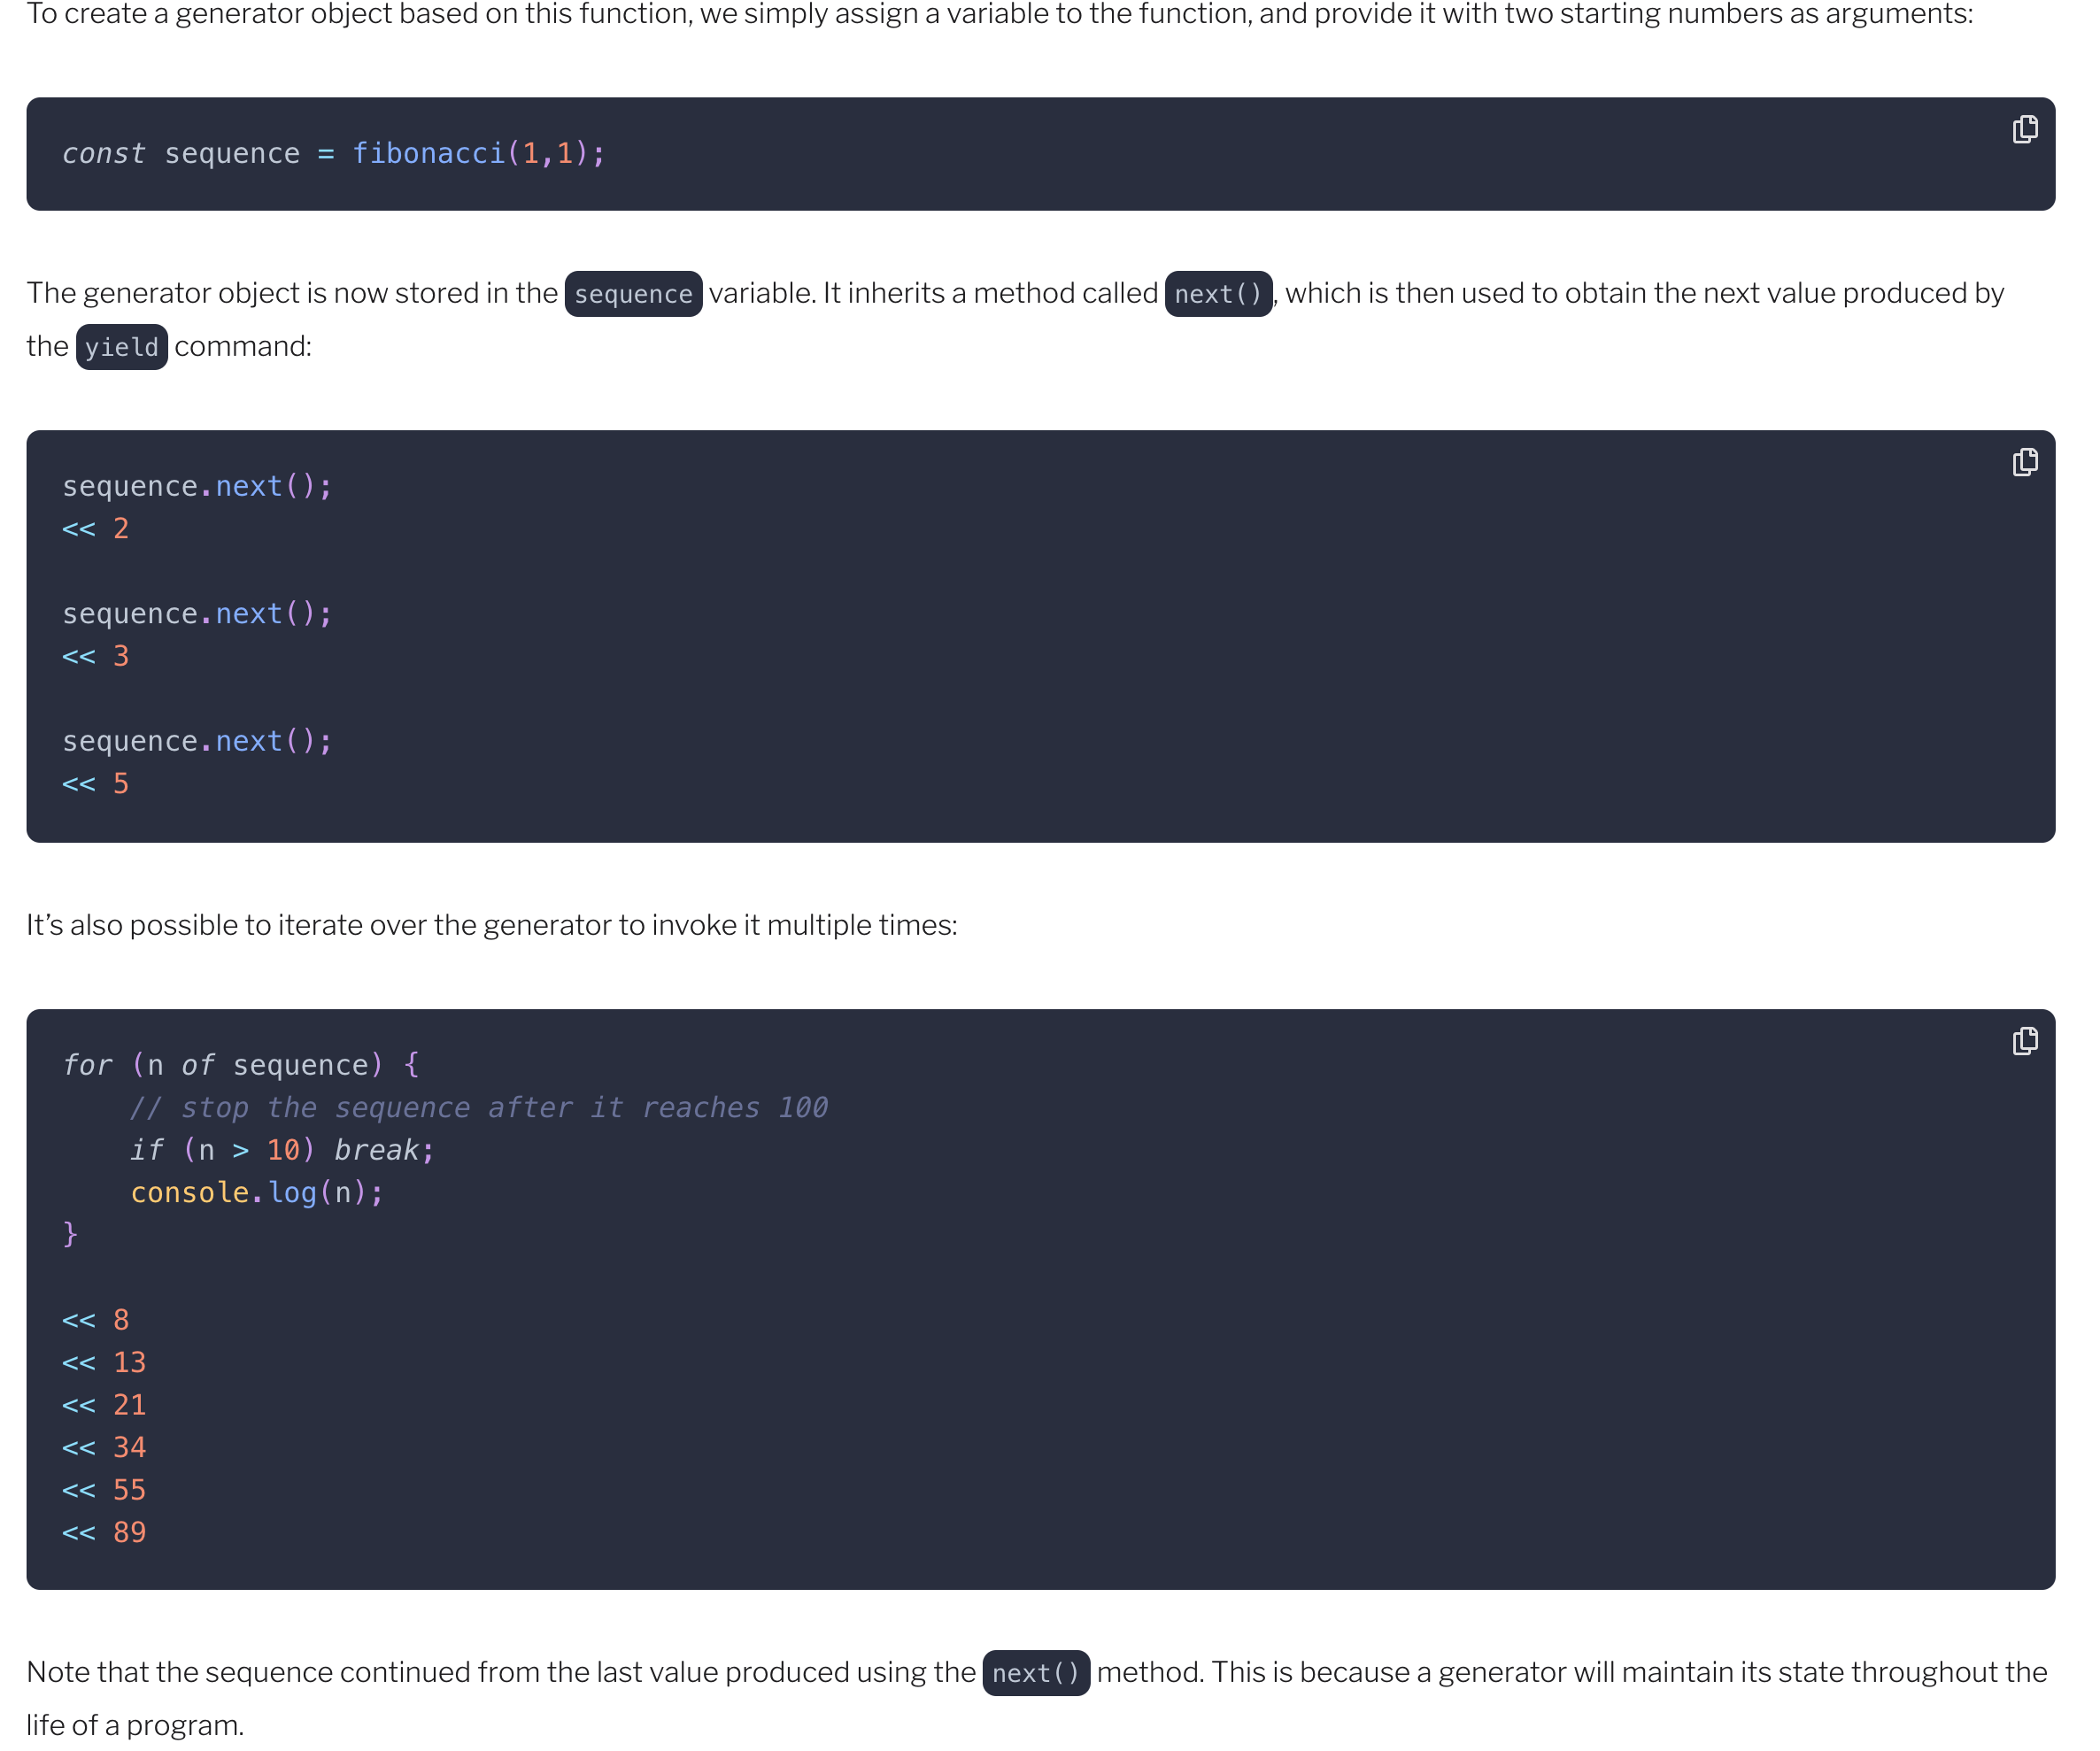 To create a generator object based on this function, we simply assign a variable to the function, and provide it with two starting numbers as arguments:
const sequence = fibonacci(1,1);
The generator object is now stored in the sequence variable. It inherits a method called next(), which is then used to obtain the next value produced by
the yield command:
sequence.next();
<< 2
sequence.next();
<< 3
sequence.next();
<< 5
It’s also possible to iterate over the generator to invoke it multiple times:
for (n of sequence) {
    // stop the sequence after it reaches 100
    if (n > 10) break;
    console.log(n);
}
<< 8
<< 13
<< 21
<< 34
<< 55
<< 89
Note that the sequence continued from the last value produced using the next() method. This is because a generator will maintain its state throughout the
life of a program.